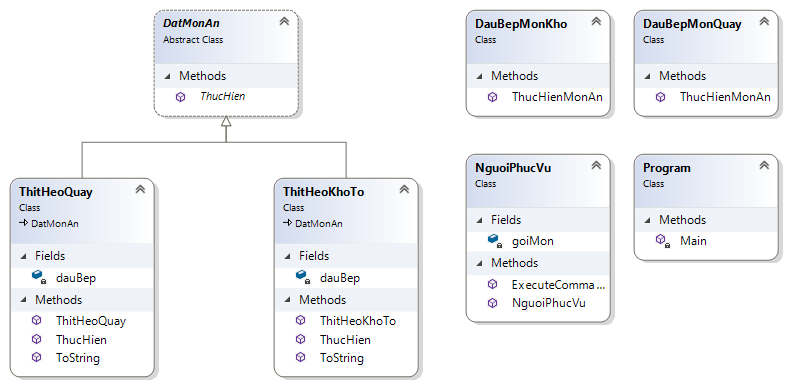 DatMonAn
Abstract Class
Methods
ThucHien
DauBepMonKho
Class
Methods
ThucHienMonAn
DauBepMonQuay
Class
Methods
ThucHienMonAn
ThitHeoQuay
Class
DatMonAn
Fields
dauBep
Methods
ThitHeoQuay
ThucHien
ToString
ThitHeoKhoTo
Class
DatMonAn
Fields
dauBep
Methods
ThitHeoKhoTo
ThucHien
ToString
NguoiPhucVu
Class
Fields
goiMon
Methods
ExecuteComma...
NguoiPhucVu
Program
Class
Methods
Main